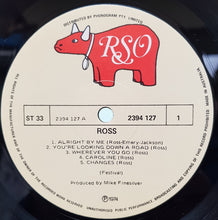 DISTRIBUTED BY PHONOGRAM PTY. LIMITED
RSO
ST 33
2394 127 A
2394 127
1
ROSS
1. ALRIGHT BY ME (Ross-Emery-Jackson)
2. YOU'RE LOOKING DOWN A ROAD (Ross)
3. WHEREVER YOU GO (Ross)
4. CAROLINE (Ross)
5. CHANGES (Ross)
(Festival)
Produced by Mike Finesilver
℗ 1974